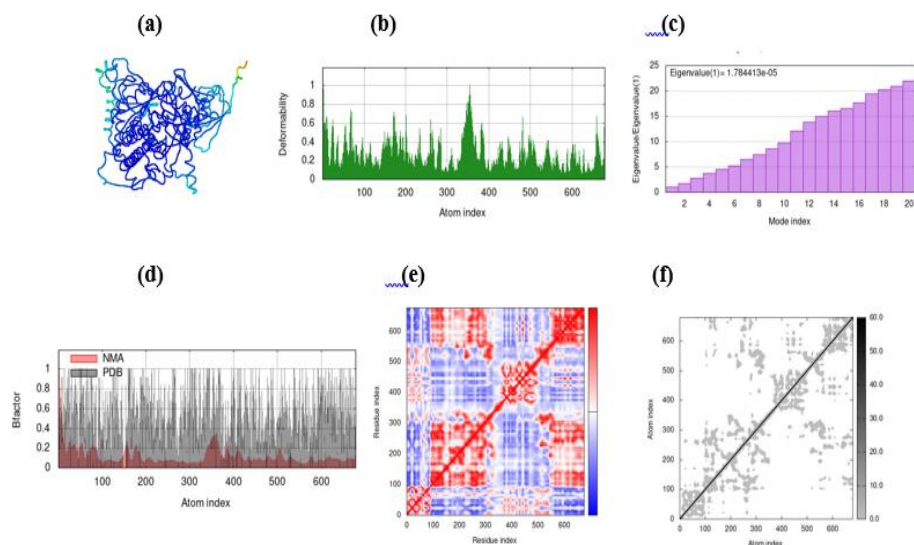 (a)
(b)
(c)
1
0.8
0.6
0.4
0.2
0
Deformability
100 200 300 400 500 600
Atom index
Eigenvalue(1)= 1.784413e-05
25
20
15
10
5
0
Eigenvalue/Eigenvalue(1)
2 4 6 8 10 12 14 16 18 20
Mode index
(d)
(e)
(f)
NMA
PDB
1
0.8
0.6
0.4
0.2
0
Bfactor
100 200 300 400 500 600
Atom index
600
500
400
300
200
100
0
Residue index
0 100 200 300 400 500 600
Residue index
600
500
400
300
200
100
0
Atom index
0 100 200 300 400 500 600
Atom index
60.0
50.0
40.0
30.0
20.0
10.0
0.0